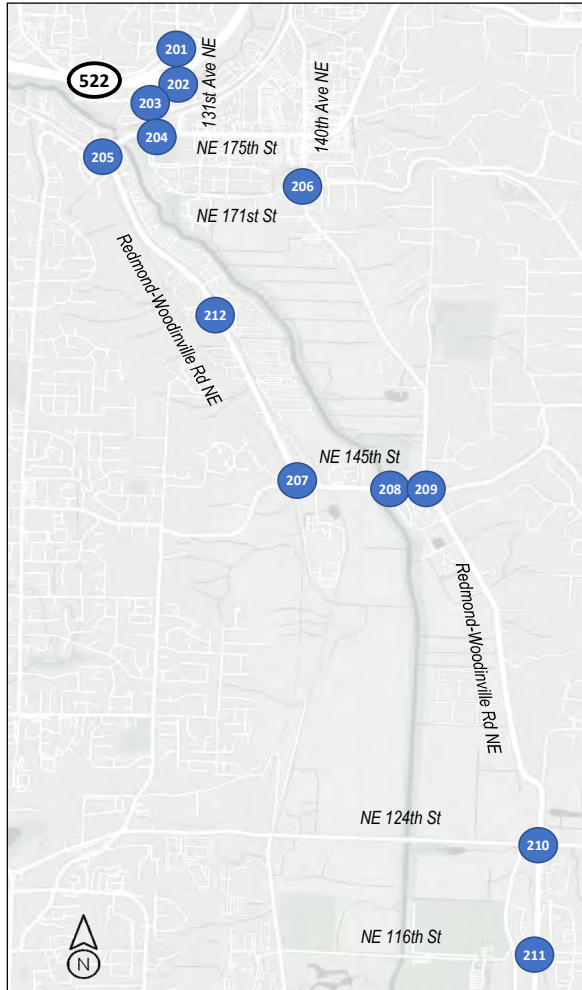 201
131st Ave NE
522
202
203
204
140th Ave NE
NE 175th St
205
206
NE 171st St
Redmond-Woodinville Rd NE
212
NE 145th St
207
208
209
Redmond-Woodinville Rd NE
NE 124th St
210
NE 116th St
211
N